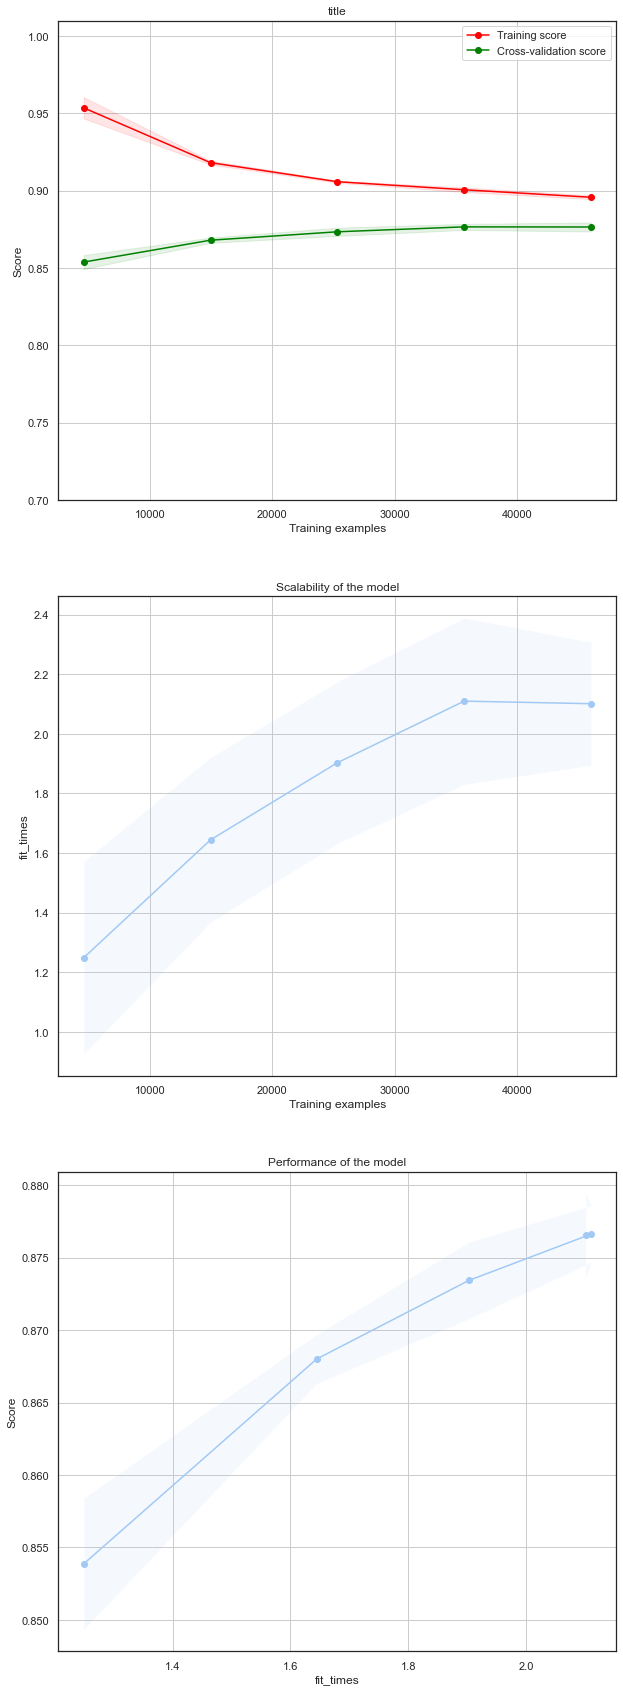 title
1.00
0.95
0.90
0.85
0.80
0.75
0.70
Score
Training score
Cross-validation score
10000 20000 30000 40000
Training examples
Scalability of the model
2.4
2.2
2.0
1.8
1.6
1.4
1.2
1.0
fit_times
10000 20000 30000 40000
Training examples
Performance of the model
0.880
0.875
0.870
0.865
0.860
0.855
0.850
Score
1.4 1.6 1.8 2.0
fit_times